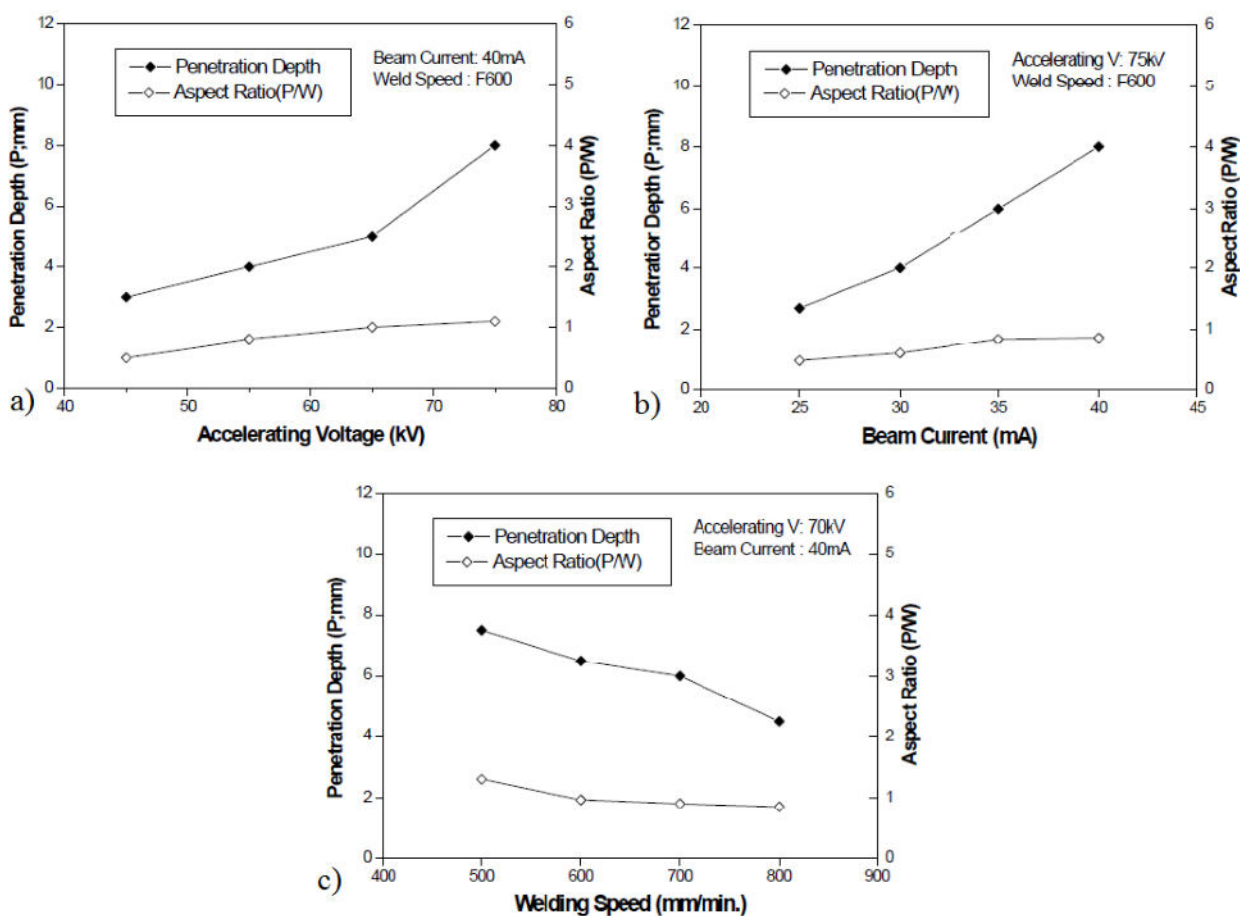 12
10
8
6
4
2
0
Penetration Depth (P;mm)
Penetration Depth
Aspect Ratio(P/W)
Beam Current: 40mA
Weld Speed : F600
6
5
4
3
2
1
0
Aspect Ratio (P/W)
40 50 60 70 80
Accelerating Voltage (kV)
a)
12
10
8
6
4
2
0
Penetratior Depth (P;mm)
Penetration Depth
Aspect Ratio (P/W)
Accelerating V: 75kV
Weld Speed : F600
6
5
4
3
2
1
0
Aspect Ratio (P/W)
20 25 30 35 40 45
Beam Current (mA)
b)
12
10
8
6
4
2
0
Penetration Depth (P;mm)
Penetration Depth
Aspect Ratio(P/W)
Accelerating V: 70kV
Beam Current : 40mA
6
5
4
3
2
1
0
Aspect Ratio (P/W)
400 500 600 700 800 900
Welding Speed (mm/min.)
c)